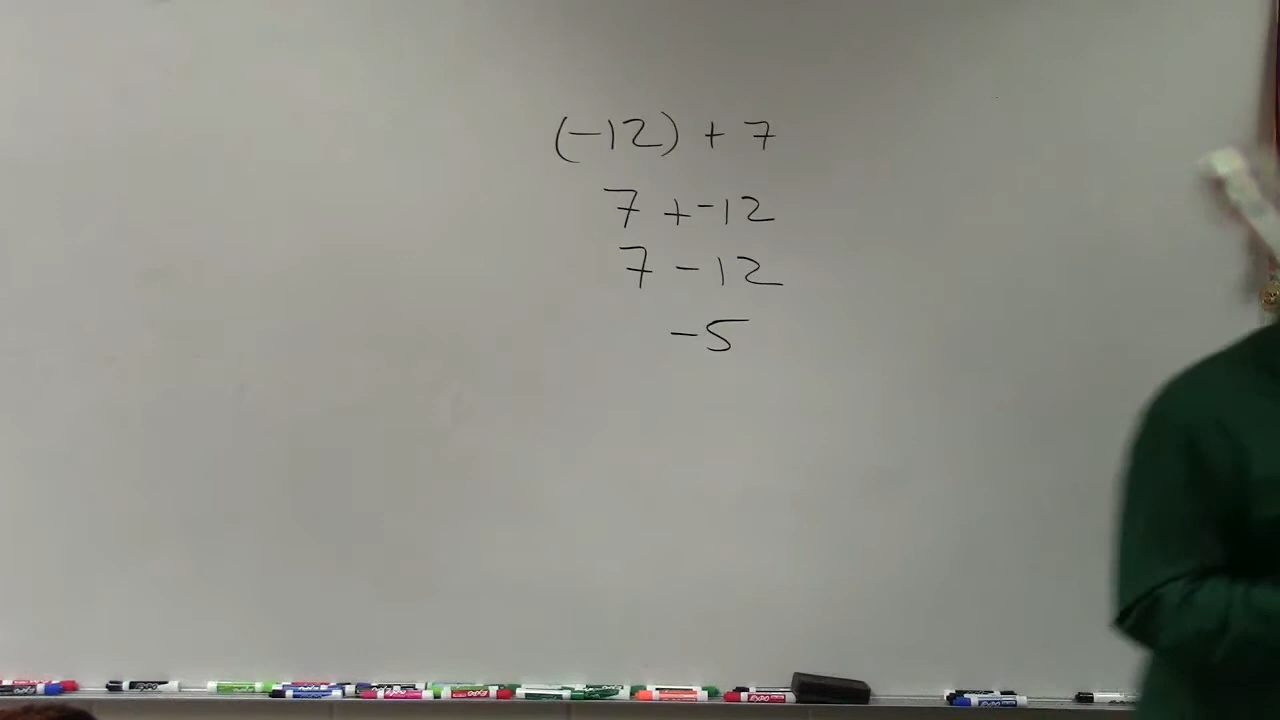 (-12) + 7
7 + -12
7 - 12
-5